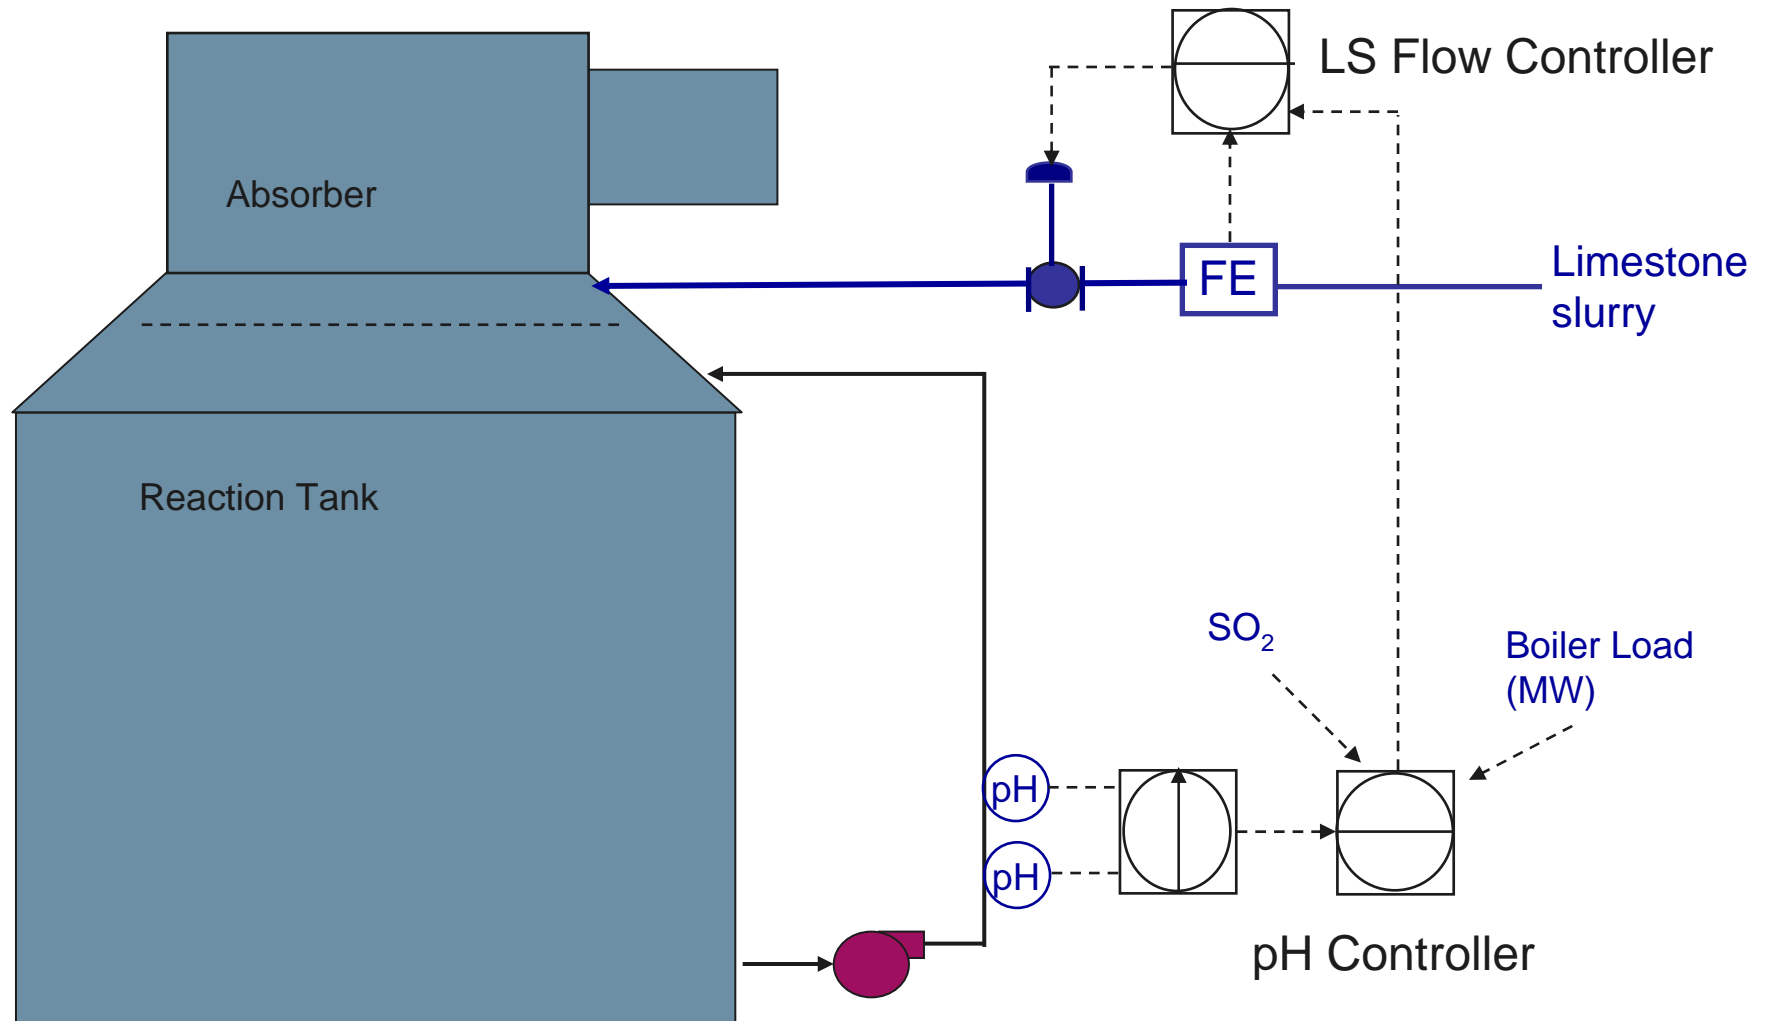 LS Flow Controller
Absorber
FE
Limestone
slurry
Reaction Tank
SO₂
Boiler Load
(MW)
pH
pH
pH Controller